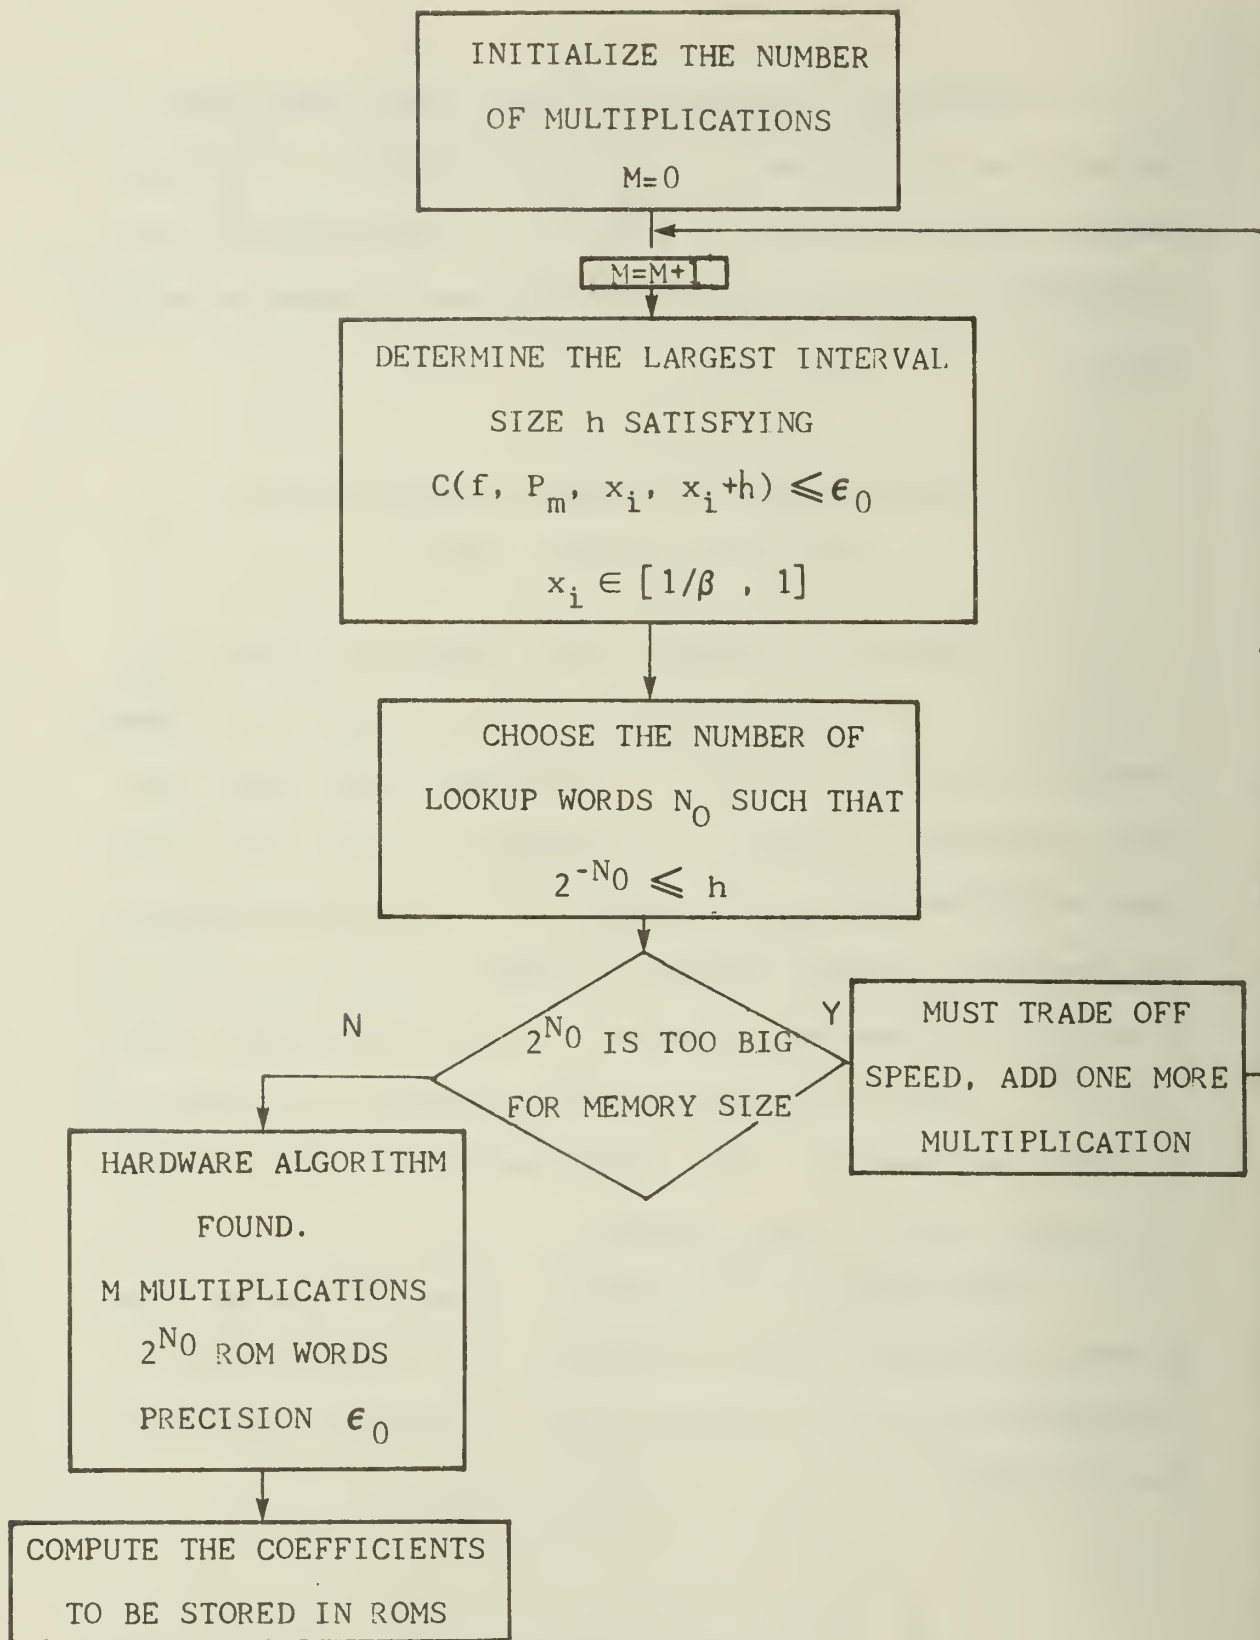 INITIALIZE THE NUMBER
OF MULTIPLICATIONS
M=0
M=M+1
DETERMINE THE LARGEST INTERVAL
SIZE h SATISFYING
C(f, P_m, x_i, x_i+h) ⩽ ϵ_0
x_i ∈ [1/β , 1]
CHOOSE THE NUMBER OF
LOOKUP WORDS N_0 SUCH THAT
2^{-N_0} ⩽ h
N
2^{N_0} IS TOO BIG
FOR MEMORY SIZE
Y
MUST TRADE OFF
SPEED, ADD ONE MORE
MULTIPLICATION
HARDWARE ALGORITHM
FOUND.
M MULTIPLICATIONS
2^{N_0} ROM WORDS
PRECISION ϵ_0
COMPUTE THE COEFFICIENTS
TO BE STORED IN ROMS